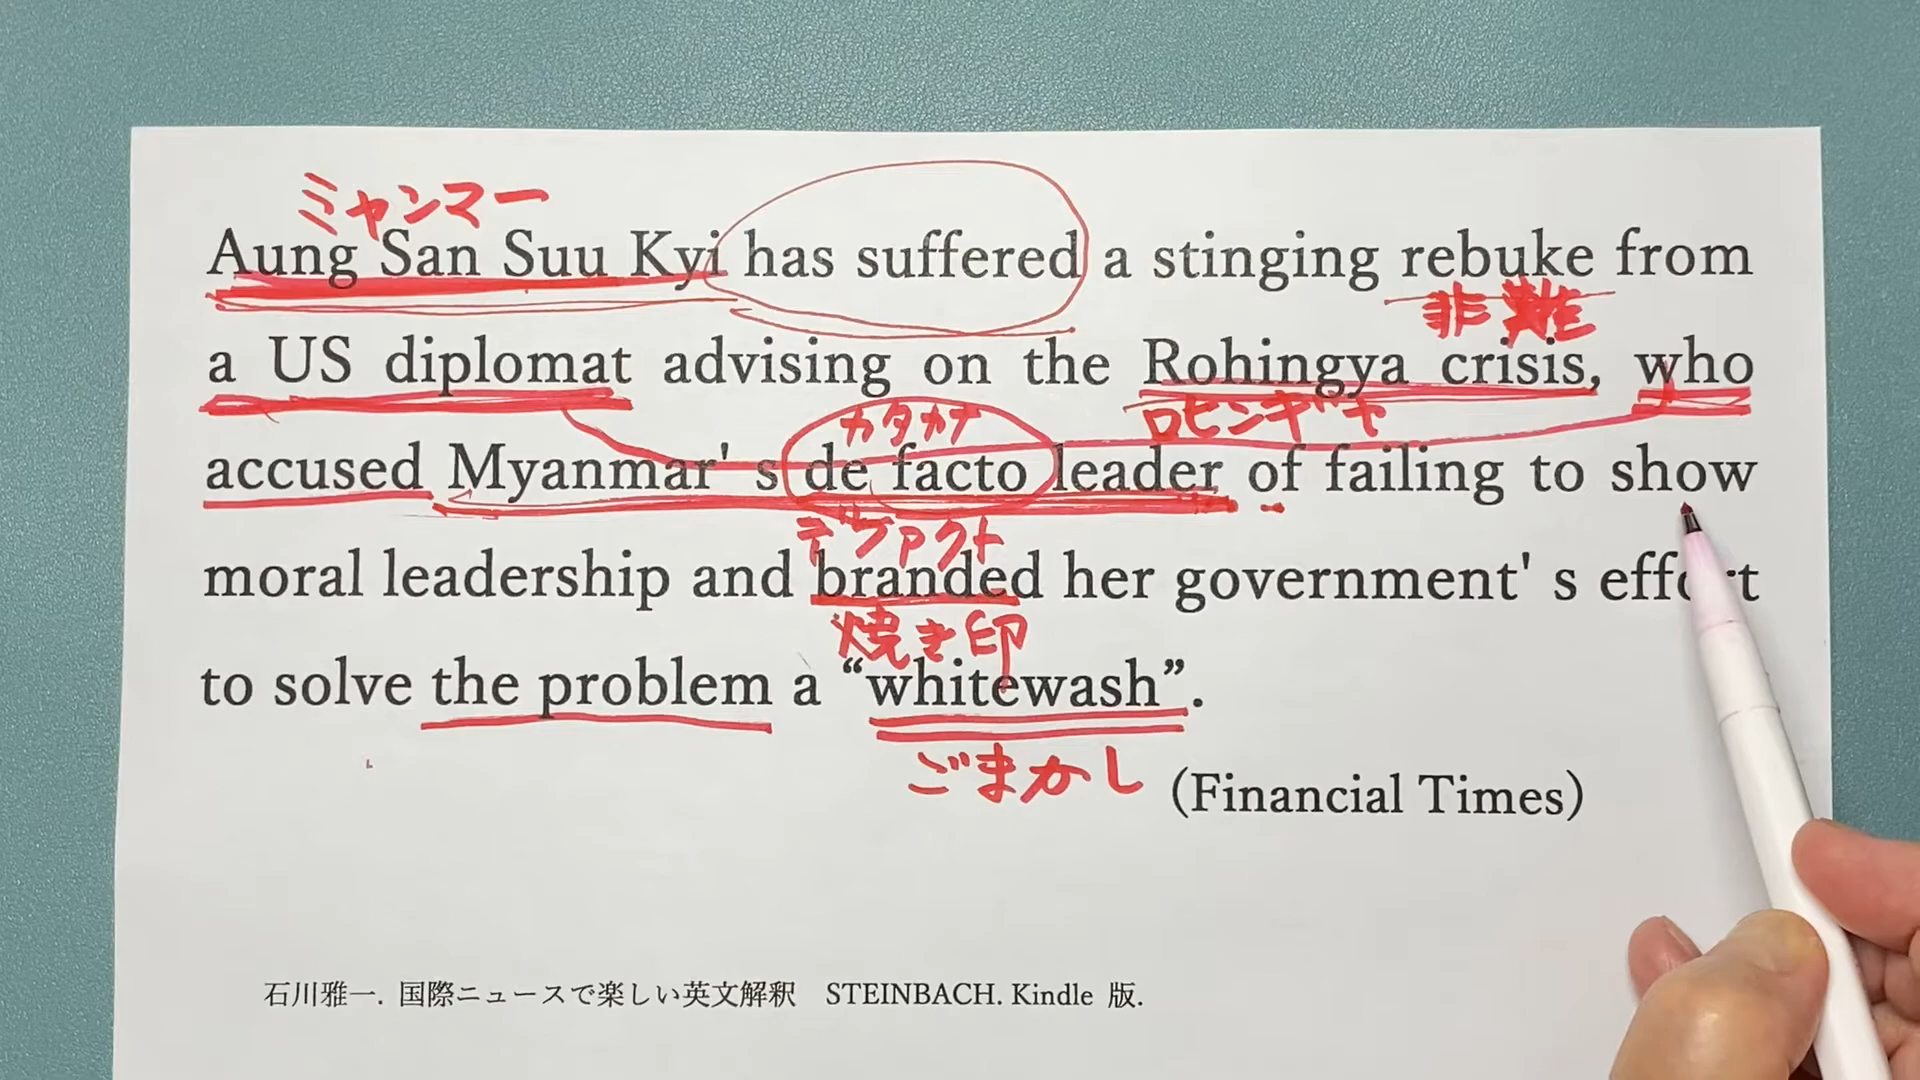 ミャンマー
Aung San Suu Kyi has suffered a stinging rebuke from
非難
a US diplomat advising on the Rohingya crisis, who
カタカナ ロヒンギャ
accused Myanmar's de facto leader of failing to show
デファクト
moral leadership and branded her government's effort
焼き印
to solve the problem a “whitewash”.
ごまかし
(Financial Times)
石川雅一. 国際ニュースで楽しい英文解釈 STEINBACH. Kindle 版.